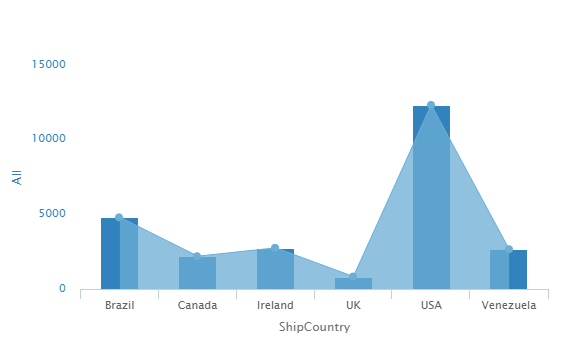 15000
10000
5000
0
All
Brazil
Canada
Ireland
UK
USA
Venezuela
ShipCountry